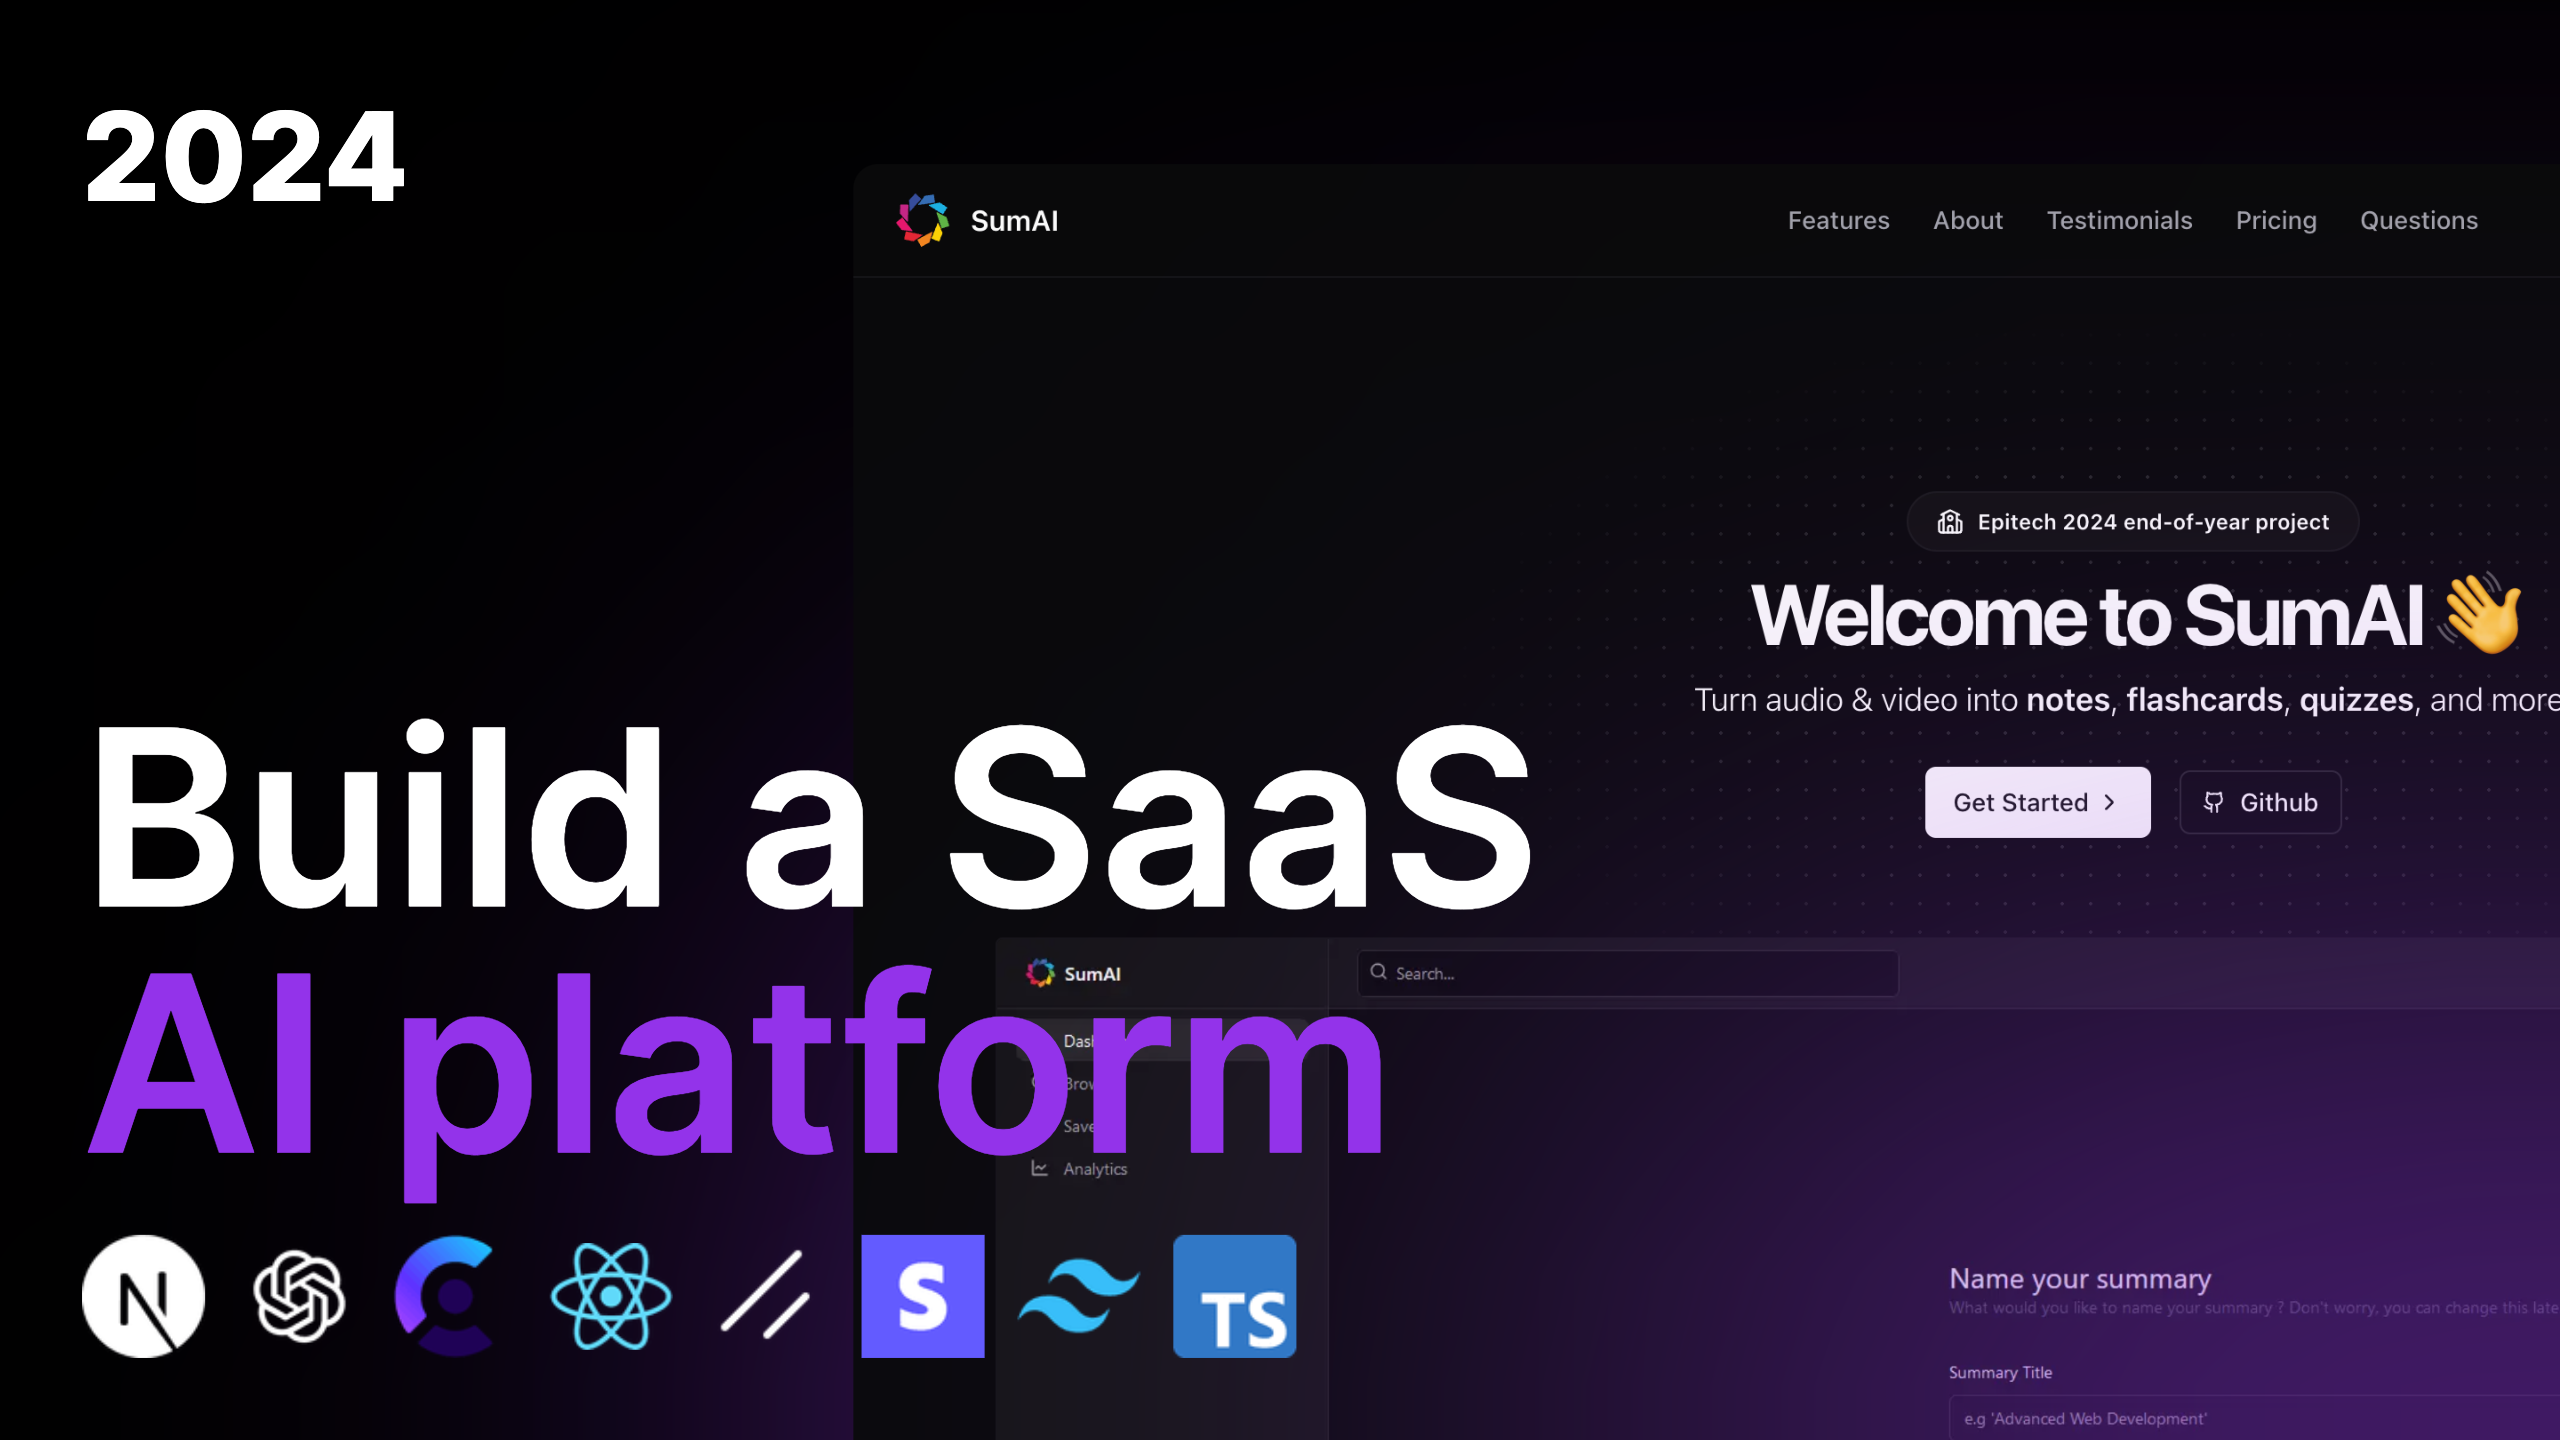 2024
SumAI
Features About Testimonials Pricing Questions
Epitech 2024 end-of-year project
Welcome to SumAI 👋
Turn audio & video into notes, flashcards, quizzes, and more
Get Started
Github
Build a SaaS
AI platform
SumAI
Search...
Analytics
Name your summary
What would you like to name your summary ? Don't worry, you can change this late
Summary Title
e.g 'Advanced Web Development'
N
S
TS